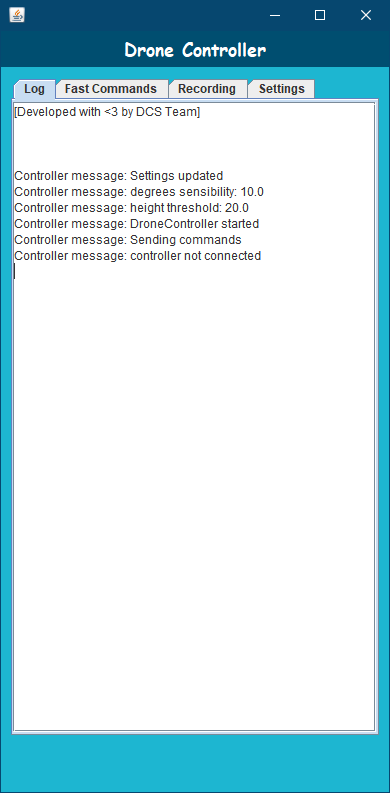 Drone Controller
Log Fast Commands Recording Settings
[Developed with <3 by DCS Team]
Controller message: Settings updated
Controller message: degrees sensibility: 10.0
Controller message: height threshold: 20.0
Controller message: DroneController started
Controller message: Sending commands
Controller message: controller not connected